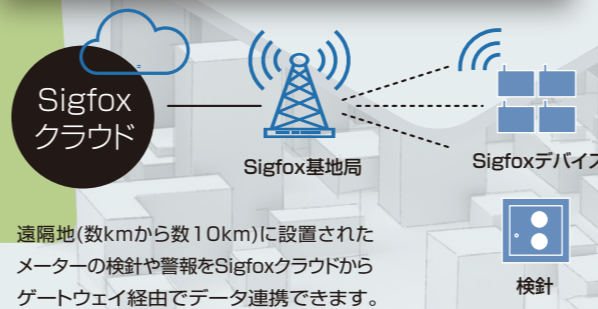 Sigfox
クラウド
Sigfox基地局
Sigfoxデバイス
遠隔地(数kmから数10km)に設置された
メーターの検針や警報をSigfoxクラウドから
ゲートウェイ経由でデータ連携できます。
検針